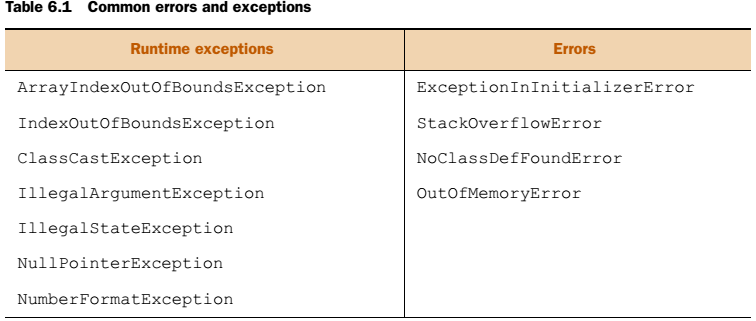 Table 6.1 Common errors and exceptions
Runtime exceptions Errors
ArrayIndexOutOfBoundsException ExceptionInInitializerError
IndexOutOfBoundsException StackOverflowError
ClassCastException NoClassDefFoundError
IllegalArgumentException OutOfMemoryError
IllegalStateException
NullPointerException
NumberFormatException